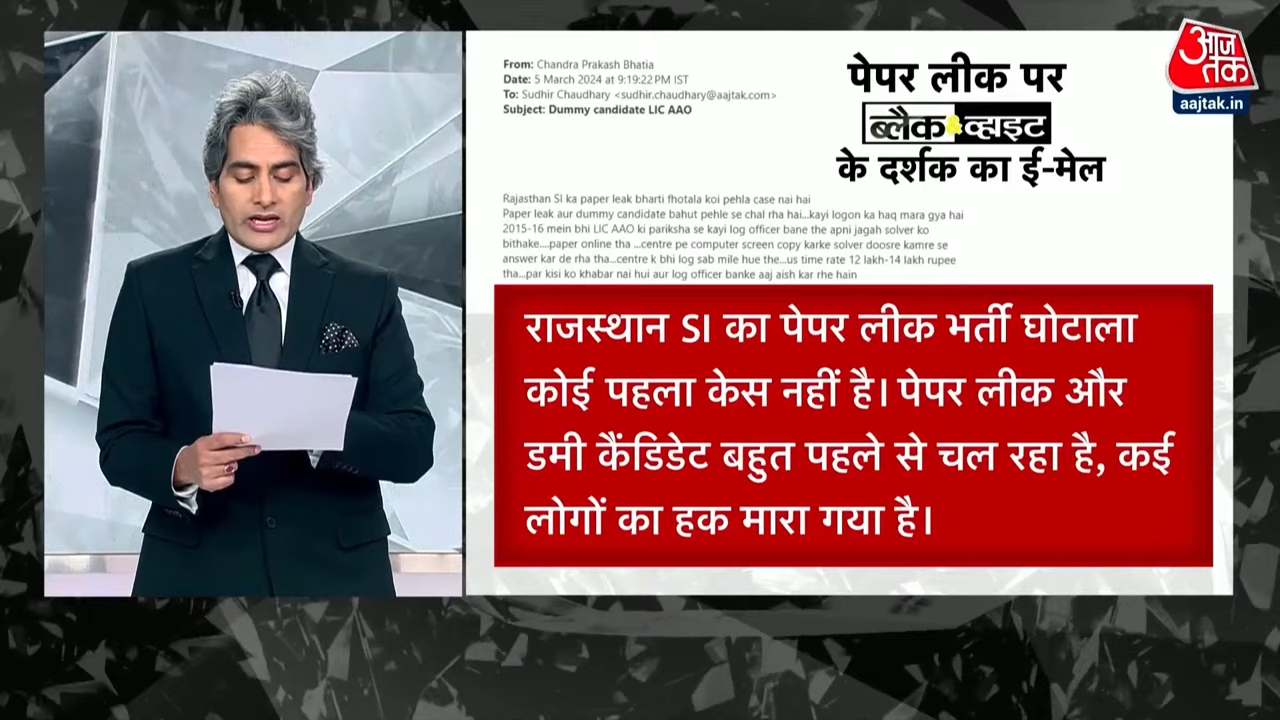 From: Chandra Prakash Bhatia
Date: 5 March 2024 at 9:19:22 PM IST
To: Sudhir Chaudhary <sudhir.chaudhary@aajtak.com>
Subject: Dummy candidate LIC AAO
पेपर लीक पर
ब्लैक & व्हाइट
के दर्शक का ई-मेल
आज
तक
aajtak.in
Rajasthan SI ka paper leak bharti fhotala koi pehla case nai hai
Paper leak aur dummy candidate bahut pehle se chal rha hai...kayi logon ka haq mara gya hai
2015-16 mein bhi LIC AAO ki pariksha se kayi log officer bane the apni jagah solver ko
bithake....paper online tha ...centre pe computer screen copy karke solver doosre kamre se
answer kar de rha tha...centre k bhi log sab mile hue the...us time rate 12 lakh-14 lakh rupee
tha...par kisi ko khabar nai hui aur log officer banke aaj aish kar rhe hain
राजस्थान SI का पेपर लीक भर्ती घोटाला
कोई पहला केस नहीं है। पेपर लीक और
डमी कैंडिडेट बहुत पहले से चल रहा है, कई
लोगों का हक मारा गया है।